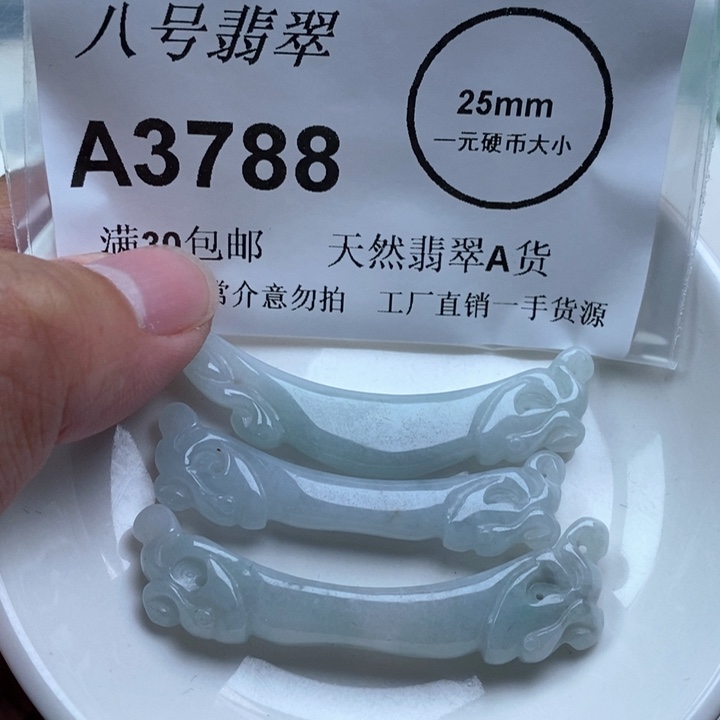 八号翡翠
25mm
一元硬币大小
A3788
满30包邮 天然翡翠A货
常介意勿拍 工厂直销一手货源